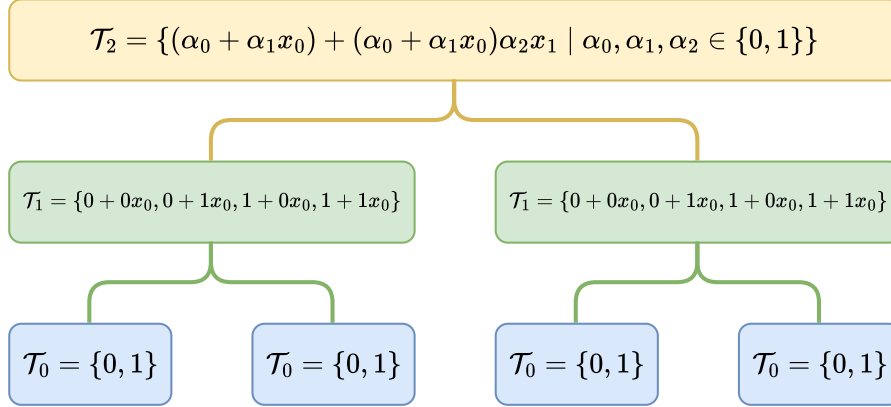 𝒯₂ = {(α₀ + α₁x₀) + (α₀ + α₁x₀)α₂x₁ | α₀, α₁, α₂ ∈ {0, 1}}
𝒯₁ = {0 + 0x₀, 0 + 1x₀, 1 + 0x₀, 1 + 1x₀}
𝒯₁ = {0 + 0x₀, 0 + 1x₀, 1 + 0x₀, 1 + 1x₀}
𝒯₀ = {0, 1}
𝒯₀ = {0, 1}
𝒯₀ = {0, 1}
𝒯₀ = {0, 1}